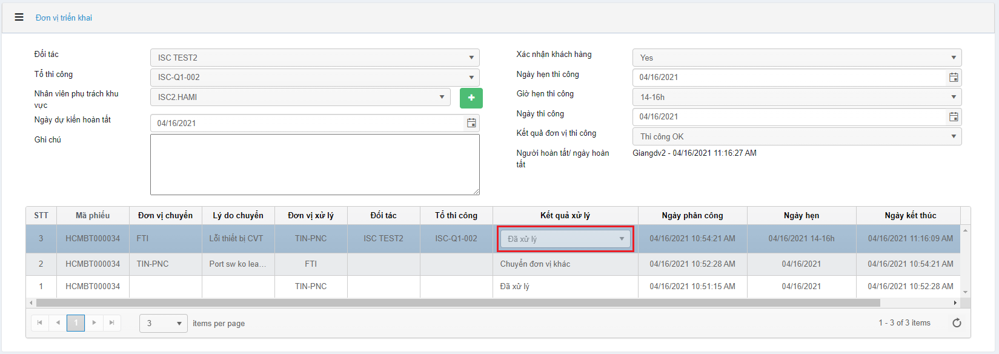 Đơn vị triển khai
Đối tác
ISC TEST2
Tổ thi công
ISC-Q1-002
Nhân viên phụ trách khu
vực
ISC2.HAMI
Ngày dự kiến hoàn tất
04/16/2021
Ghi chú
Xác nhận khách hàng
Yes
Ngày hẹn thi công
04/16/2021
Giờ hẹn thi công
14-16h
Ngày thi công
04/16/2021
Kết quả đơn vị thi công
Thi công OK
Người hoàn tất/ ngày hoàn
tất
Giangdv2 - 04/16/2021 11:16:27 AM
STT Mã phiếu Đơn vị chuyển Lý do chuyển Đơn vị xử lý Đối tác Tổ thi công Kết quả xử lý Ngày phân công Ngày hẹn Ngày kết thúc
3 HCMBT000034 FTI Lỗi thiết bị CVT TIN-PNC ISC TEST2 ISC-Q1-002 Đã xử lý 04/16/2021 10:54:21 AM 04/16/2021 14-16h 04/16/2021 11:16:09 AM
2 HCMBT000034 TIN-PNC Port sw ko lea... FTI Chuyển đơn vị khác 04/16/2021 10:52:28 AM 04/16/2021 04/16/2021 10:54:21 AM
1 HCMBT000034 TIN-PNC Đã xử lý 04/16/2021 10:51:15 AM 04/16/2021 04/16/2021 10:52:28 AM
1 3 items per page 1 - 3 of 3 items